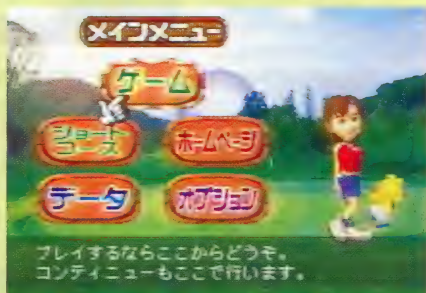 メインメニュー
ゲーム
ショートコース
ホームページ
データ
オプション
プレイするならここからどうぞ。
コンティニューもここで行います。